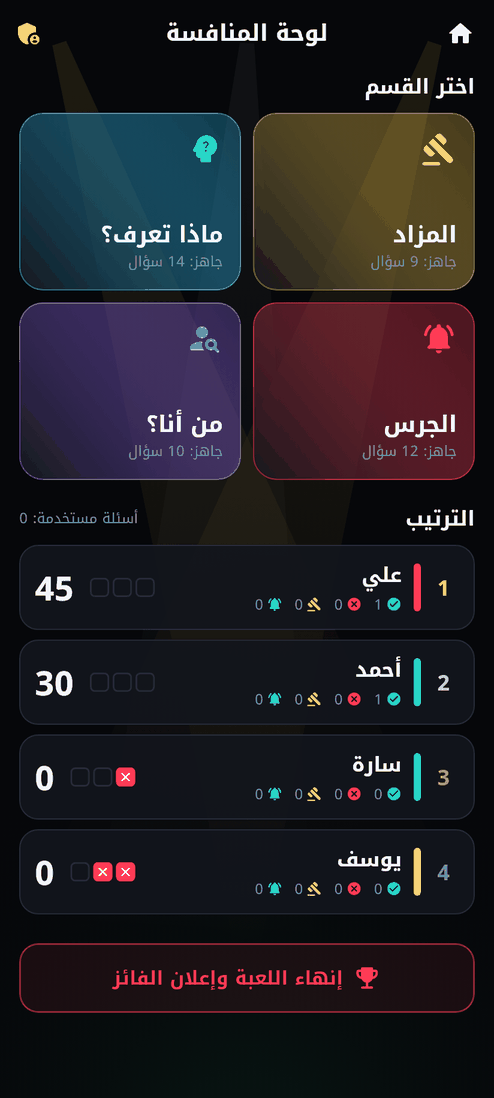 لوحة المنافسة
اختر القسم
المزاد
جاهز: 9 سؤال
ماذا تعرف؟
جاهز: 14 سؤال
الجرس
جاهز: 12 سؤال
من أنا؟
جاهز: 10 سؤال
الترتيب
أسئلة مستخدمة: 0
1
علي
1 0 0 0
45
2
أحمد
1 0 0 0
30
3
سارة
0 0 0 0
0
4
يوسف
0 0 0 0
0
إنهاء اللعبة وإعلان الفائز